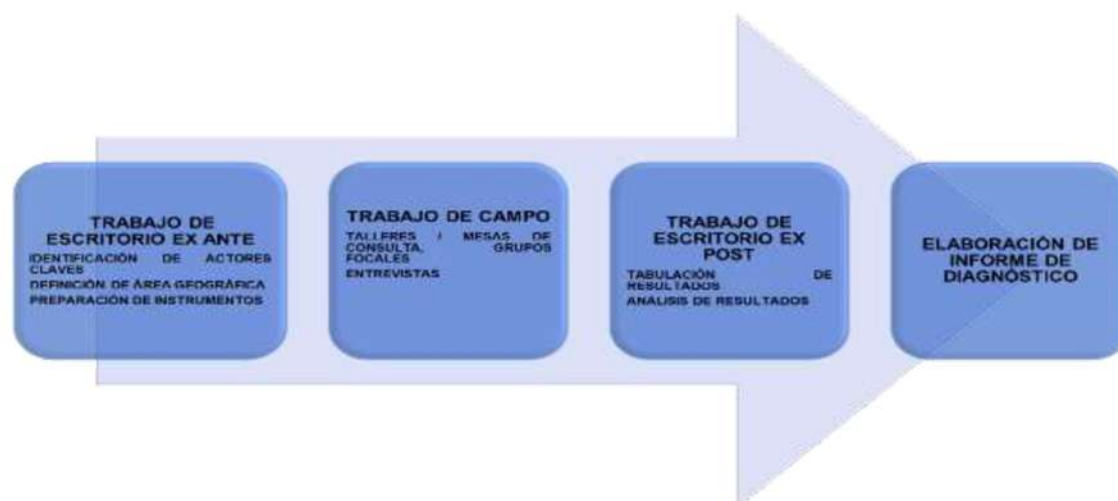 TRABAJO DE
ESCRITORIO EX ANTE
IDENTIFICACIÓN DE ACTORES
CLAVES
DEFINICIÓN DE ÁREA GEOGRÁFICA
PREPARACIÓN DE INSTRUMENTOS
TRABAJO DE CAMPO
TALLERES / MESAS DE
CONSULTA, GRUPOS
FOCALES
ENTREVISTAS
TRABAJO DE
ESCRITORIO EX
POST
TABULACIÓN DE
RESULTADOS
ANÁLISIS DE RESULTADOS
ELABORACIÓN DE
INFORME DE
DIAGNÓSTICO